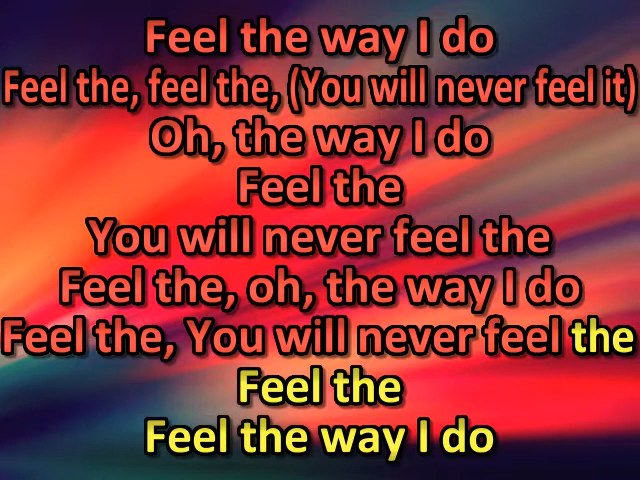 Feel the way I do
Feel the, feel the, (You will never feel it)
Oh, the way I do
Feel the
You will never feel the
Feel the, oh, the way I do
Feel the, You will never feel the
Feel the
Feel the way I do